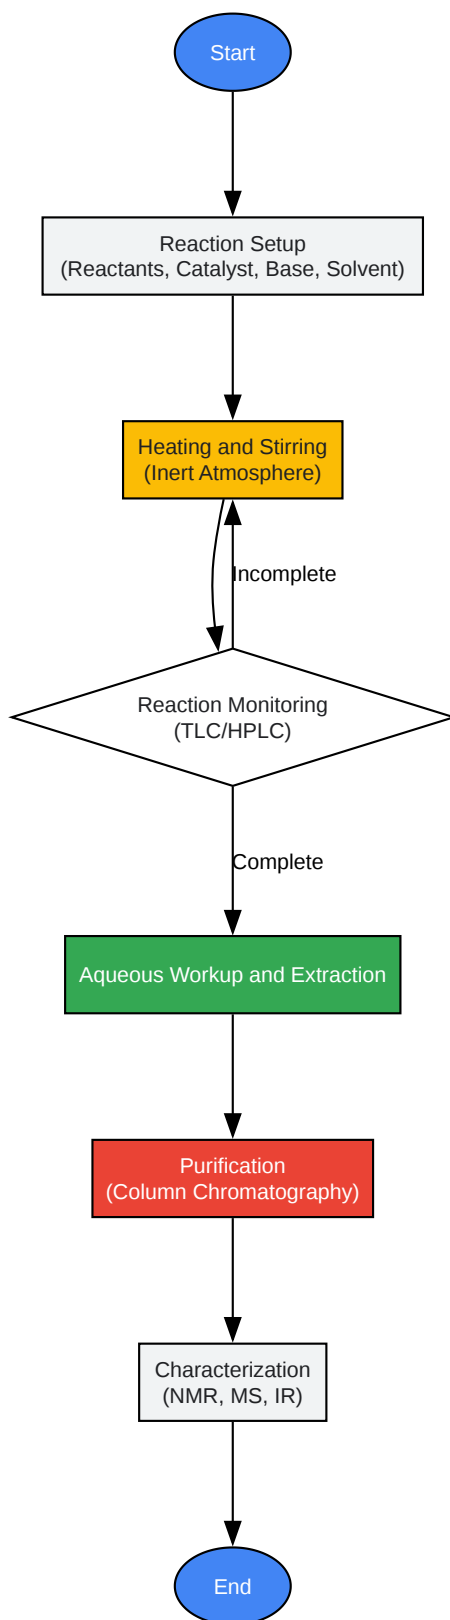 Start
Reaction Setup
(Reactants, Catalyst, Base, Solvent)
Heating and Stirring
(Inert Atmosphere)
Incomplete
Reaction Monitoring
(TLC/HPLC)
Complete
Aqueous Workup and Extraction
Purification
(Column Chromatography)
Characterization
(NMR, MS, IR)
End